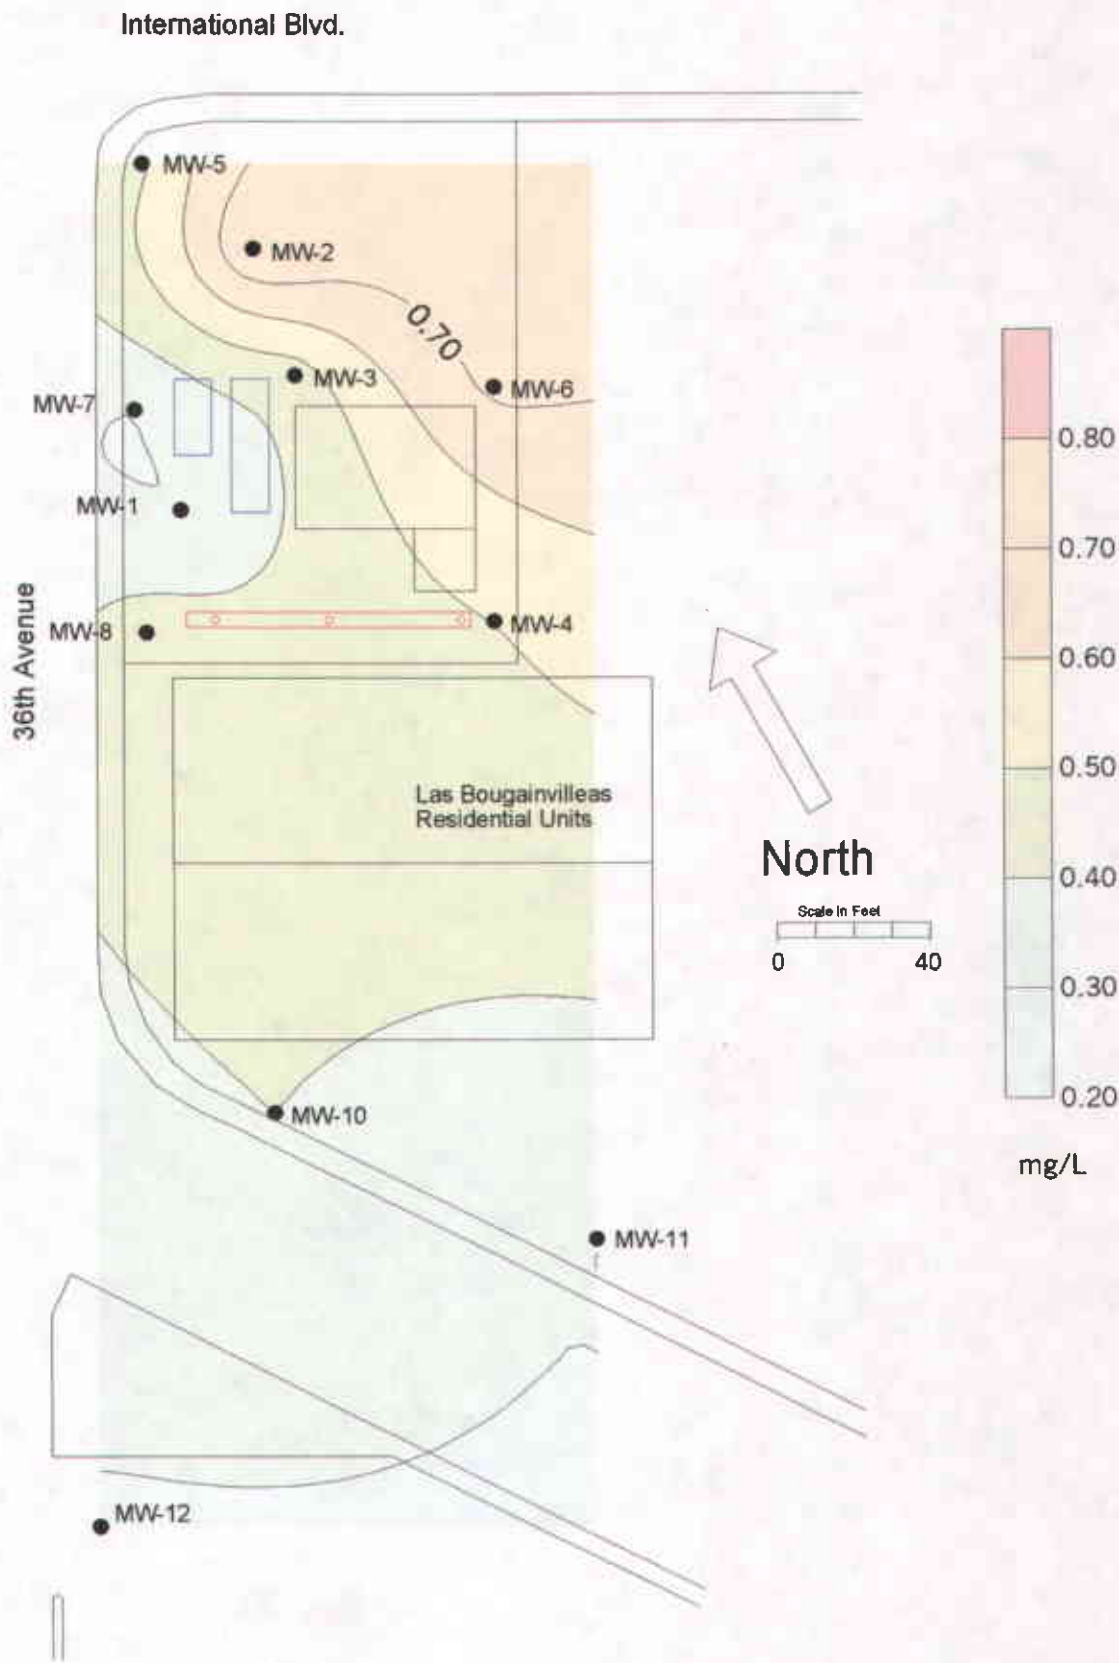 International Blvd.
MW-5
MW-2
0.70
MW-3
MW-6
MW-7
MW-1
36th Avenue
MW-8
MW-4
Las Bougainvilleas
Residential Units
North
Scale in Feet
0 40
MW-10
MW-11
MW-12
0.80
0.70
0.60
0.50
0.40
0.30
0.20
mg/L